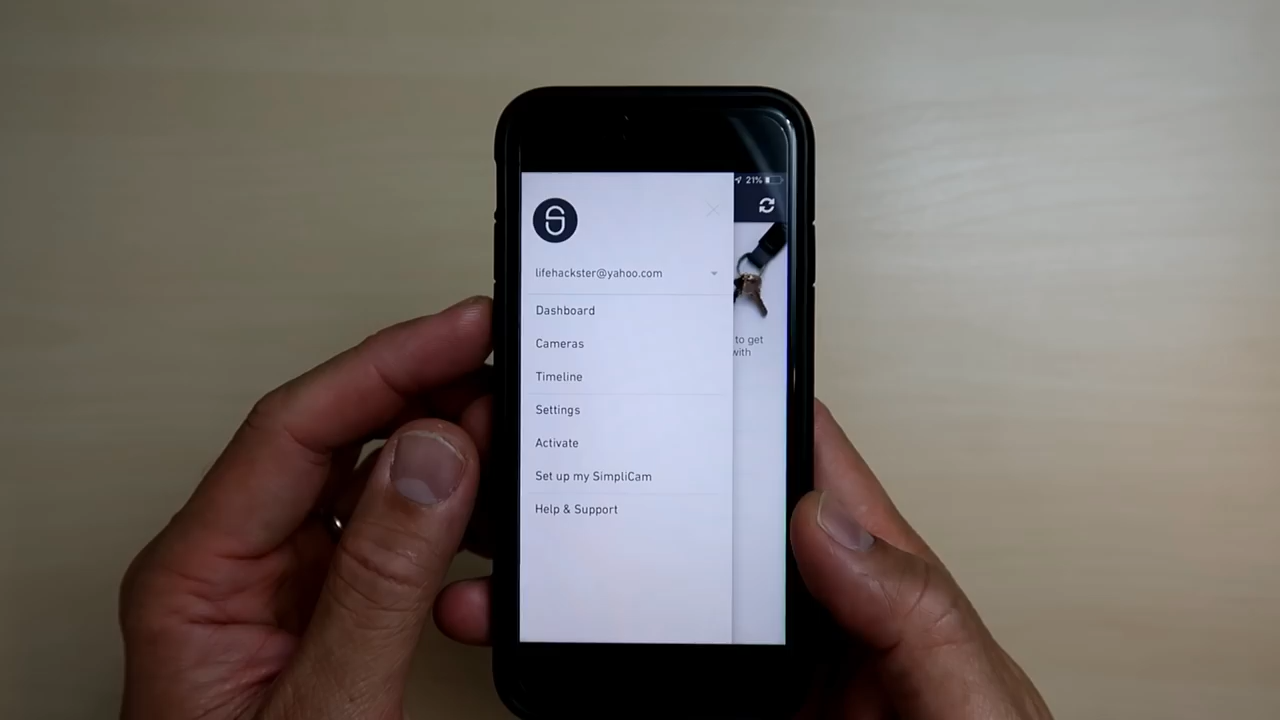 21%
lifehackster@yahoo.com
Dashboard
Cameras
Timeline
Settings
Activate
Set up my SimpliCam
Help & Support
to get
with